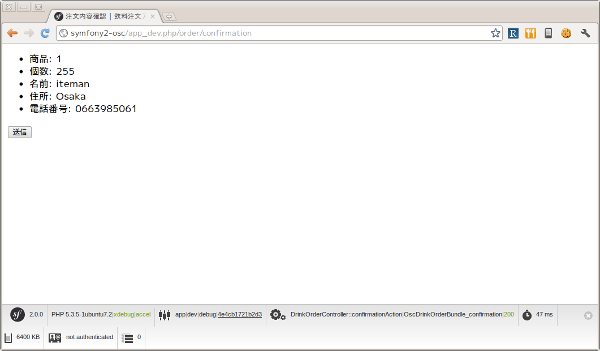 注文内容確認 | 飲料注文
symfony2-osc/app_dev.php/order/confirmation
商品: 1
個数: 255
名前: iteman
住所: Osaka
電話番号: 0663985061
送信
sf 2.0.0 PHP 5.3.5-1ubuntu7.2|xdebug|accel app|dev|debug|4e4cb1721b2d3 DrinkOrderController::confirmationAction|OscDrinkOrderBundle_confirmation|200 47 ms
6400 KB not authenticated 0